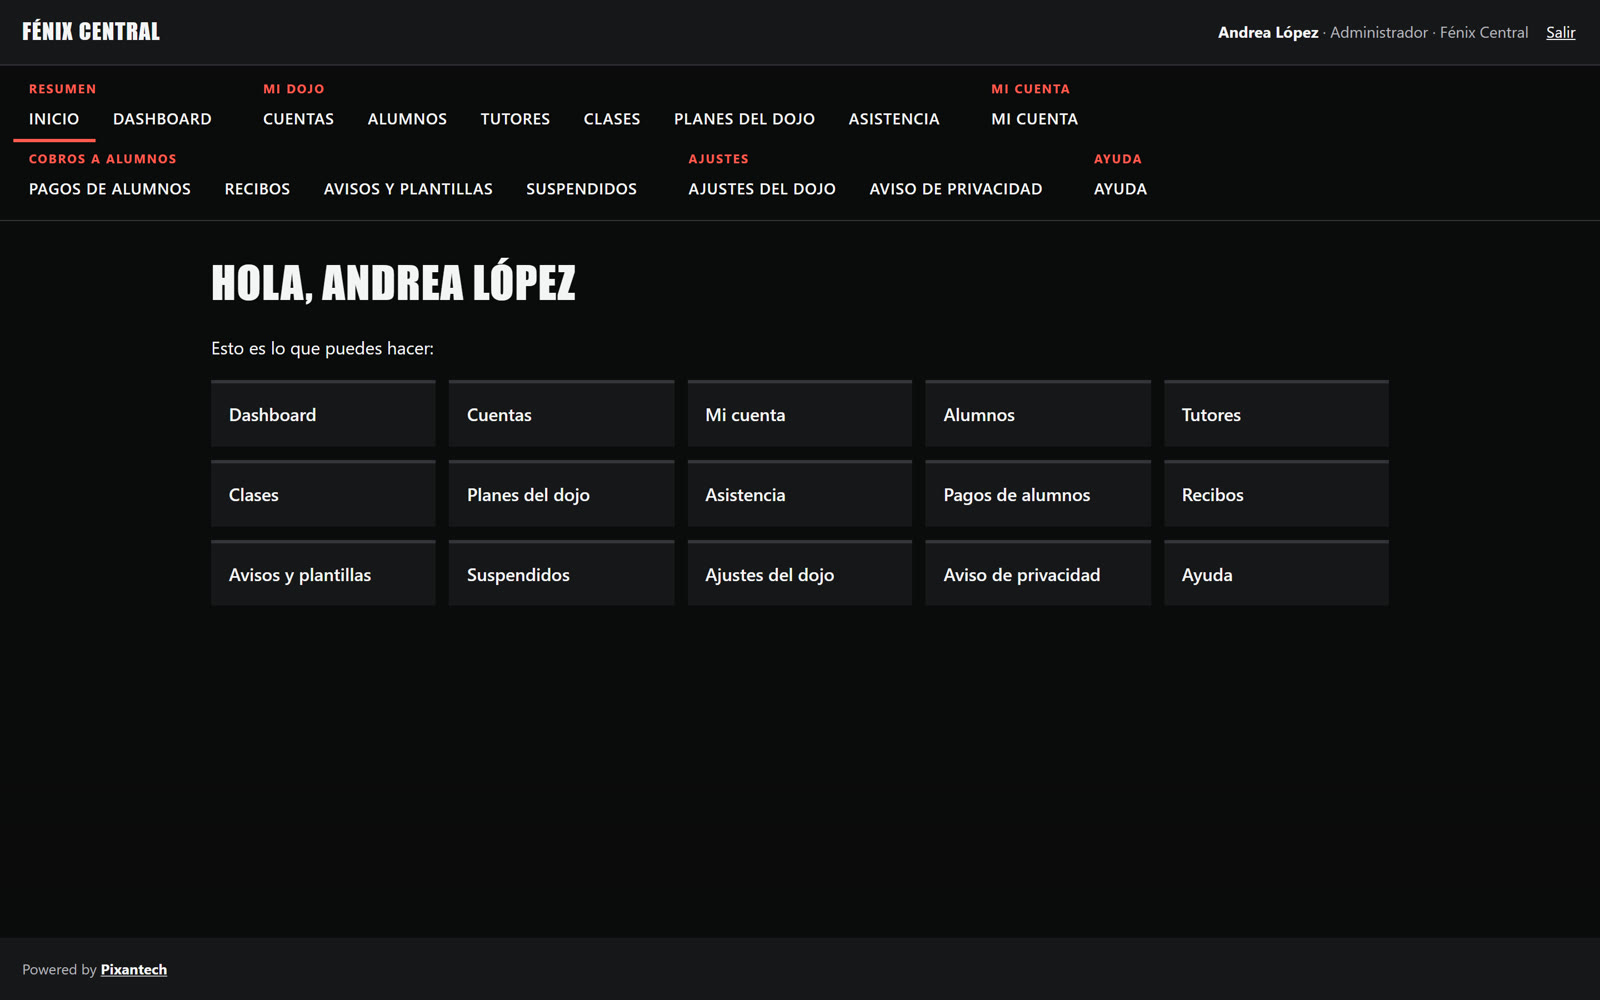 FÉNIX CENTRAL
Andrea López · Administrador · Fénix Central Salir
RESUMEN
INICIO DASHBOARD
MI DOJO
CUENTAS ALUMNOS TUTORES CLASES PLANES DEL DOJO ASISTENCIA
MI CUENTA
MI CUENTA
COBROS A ALUMNOS
PAGOS DE ALUMNOS RECIBOS AVISOS Y PLANTILLAS SUSPENDIDOS
AJUSTES
AJUSTES DEL DOJO AVISO DE PRIVACIDAD
AYUDA
AYUDA
HOLA, ANDREA LÓPEZ
Esto es lo que puedes hacer:
Dashboard
Cuentas
Mi cuenta
Alumnos
Tutores
Clases
Planes del dojo
Asistencia
Pagos de alumnos
Recibos
Avisos y plantillas
Suspendidos
Ajustes del dojo
Aviso de privacidad
Ayuda
Powered by Pixantech